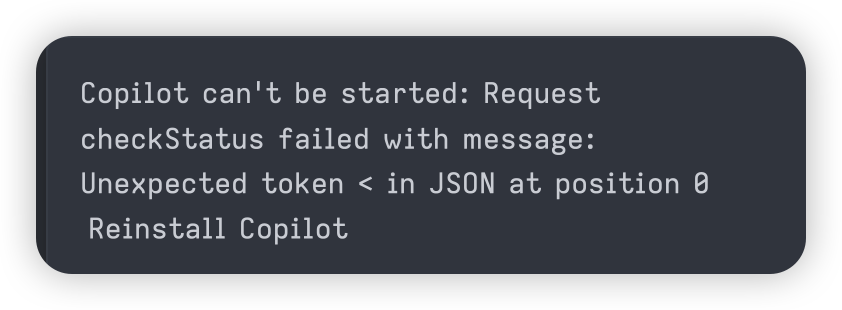 Copilot can't be started: Request
checkStatus failed with message:
Unexpected token < in JSON at position 0
Reinstall Copilot